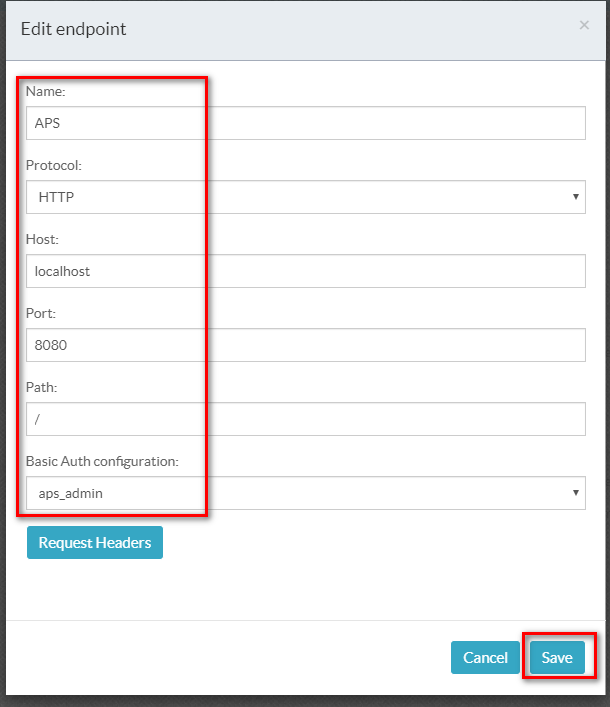 Edit endpoint ×
Name:
APS
Protocol:
HTTP
Host:
localhost
Port:
8080
Path:
/
Basic Auth configuration:
aps_admin
Request Headers
Cancel Save